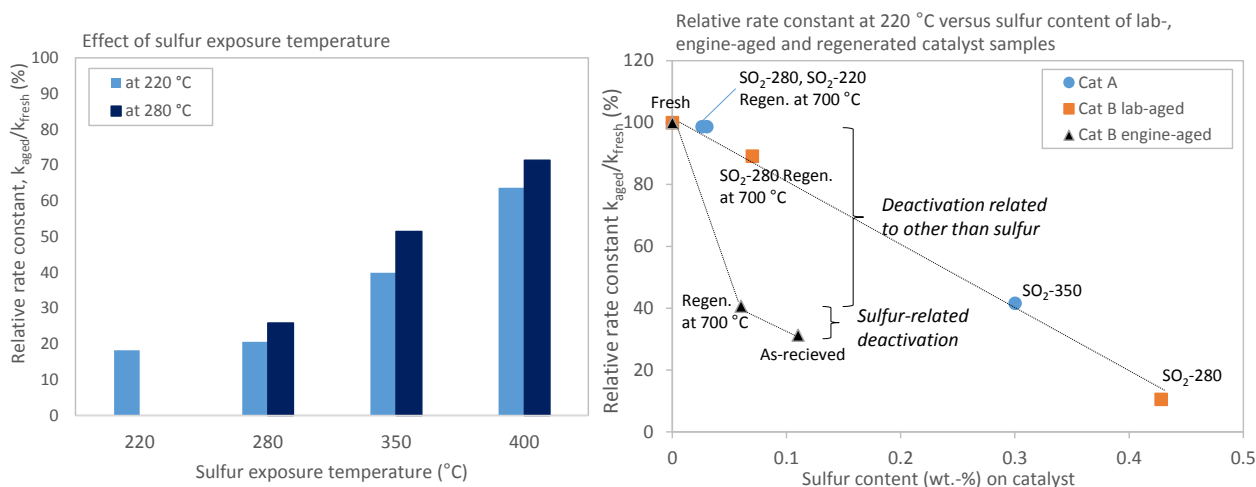 Effect of sulfur exposure temperature
Relative rate constant, kaged/kfresh (%)
100
90
80
70
60
50
40
30
20
10
0
at 220 °C
at 280 °C
220
280
350
400
Sulfur exposure temperature (°C)
Relative rate constant at 220 °C versus sulfur content of lab-,
engine-aged and regenerated catalyst samples
Relative rate constant kaged/kfresh (%)
120
100
80
60
40
20
0
Fresh
SO2-280, SO2-220
Regen. at 700 °C
Cat A
Cat B lab-aged
Cat B engine-aged
SO2-280 Regen.
at 700 °C
Deactivation related
to other than sulfur
Regen.
at 700 °C
Sulfur-related
deactivation
As-recieved
SO2-350
SO2-280
0
0.1
0.2
0.3
0.4
0.5
Sulfur content (wt.-%) on catalyst